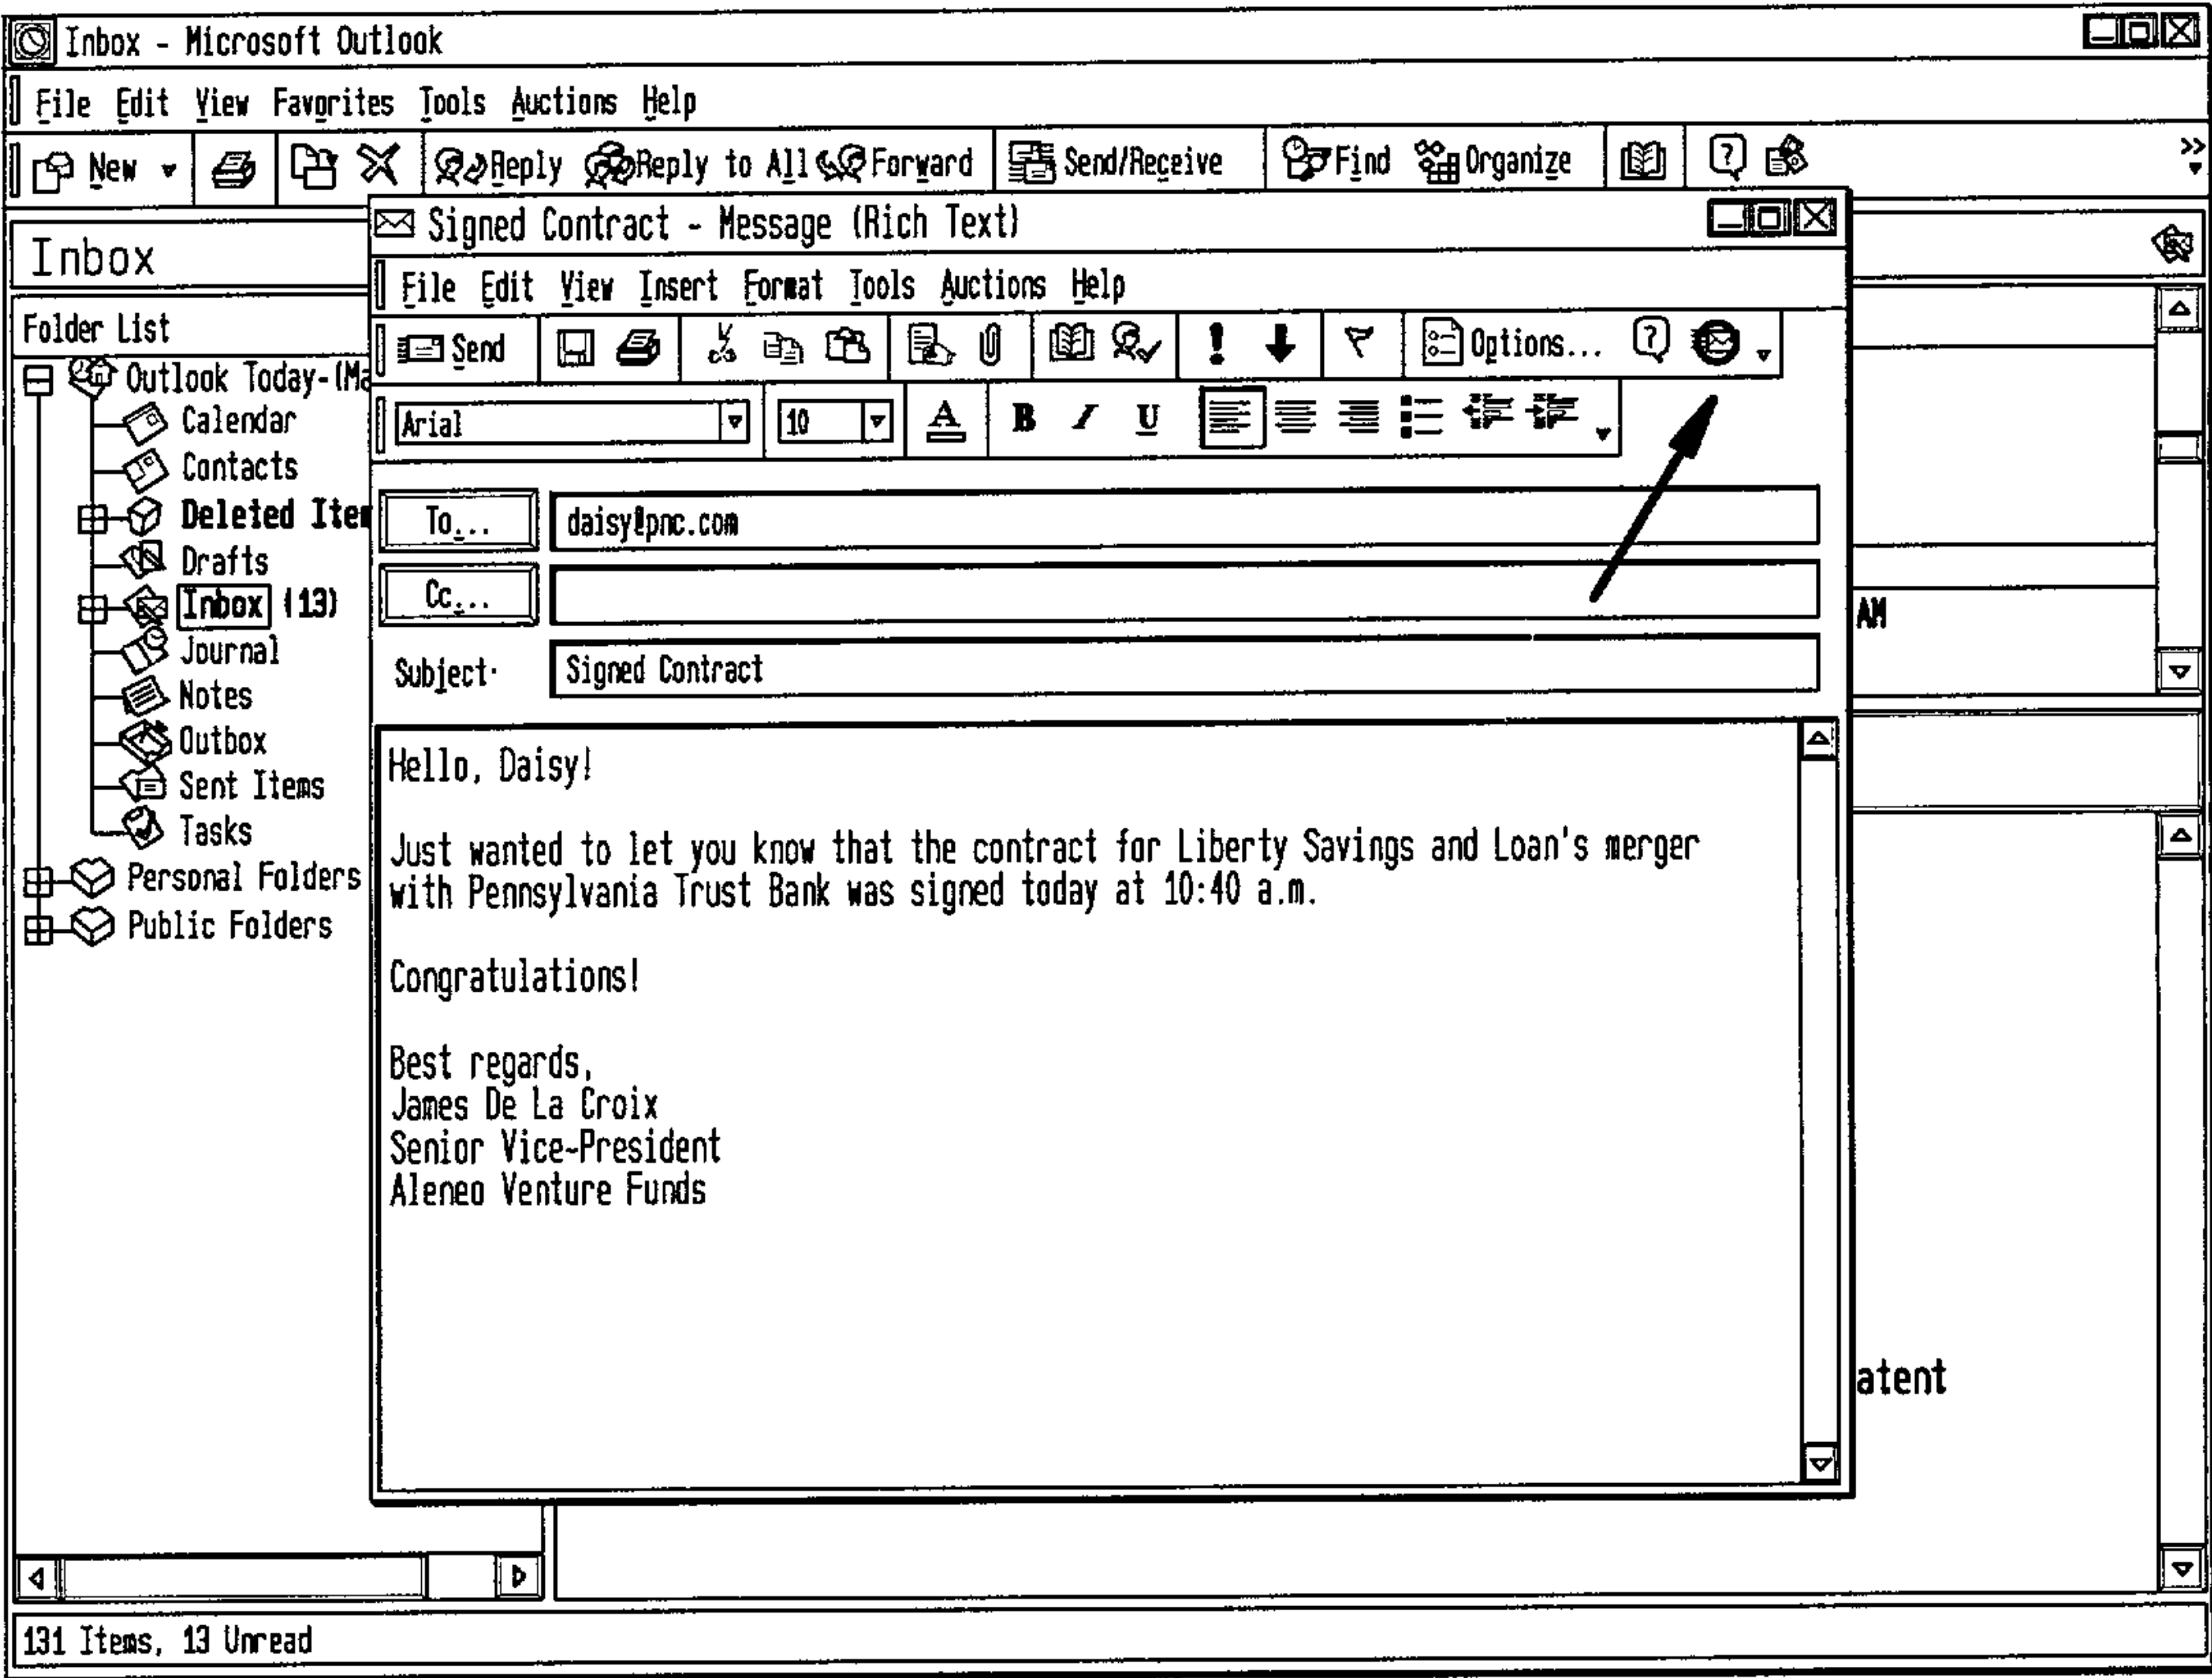 Inbox - Microsoft Outlook
File Edit View Favorites Tools Auctions Help
New Reply Reply to All Forward Send/Receive Find Organize
Inbox
Folder List
Outlook Today-(Ma
Calendar
Contacts
Deleted Ite
Drafts
Inbox (13)
Journal
Notes
Outbox
Sent Items
Tasks
Personal Folders
Public Folders
Signed Contract - Message (Rich Text)
File Edit View Insert Format Tools Auctions Help
Send Options...
Arial 10 A B I U
To... daisy@pnc.com
Cc...
Subject: Signed Contract
Hello, Daisy!
Just wanted to let you know that the contract for Liberty Savings and Loan's merger
with Pennsylvania Trust Bank was signed today at 10:40 a.m.
Congratulations!
Best regards,
James De La Croix
Senior Vice-President
Aleneo Venture Funds
AM
atent
131 Items, 13 Unread